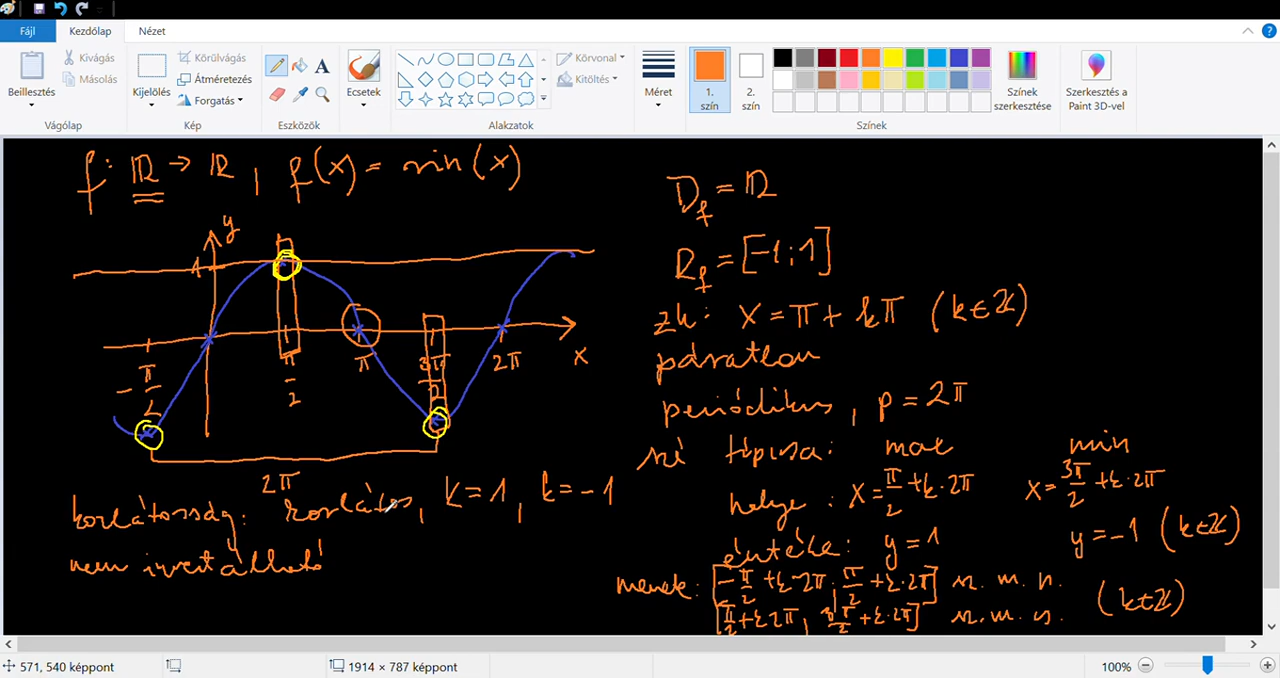 Fájl Kezdőlap Nézet
Beillesztés
Kivágás
Másolás
Vágólap
Kijelölés
Körülvágás
Átméretezés
Forgatás
Kép
A
Eszközök
Ecsetek
Körvonal
Kitöltés
Alakzatok
Méret
1. szín
2. szín
Színek szerkesztése
Színek
Szerkesztés a Paint 3D-vel
f: ℝ → ℝ, f(x) = sin(x)
y
1
-π/2 π/2 π 3π/2 2π x
2π
korlátosság: korlátos, K = 1, k = -1
nem invertálható
D_f = ℝ
R_f = [-1; 1]
zh: x = π + kπ (k∈ℤ)
páratlan
periódikus, p = 2π
szé típusa: max min
helye: x = π/2 + k·2π x = 3π/2 + k·2π
értéke: y = 1 y = -1 (k∈ℤ)
menete: [-π/2 + k·2π; π/2 + k·2π] sz. m. n.
[π/2 + k·2π; 3π/2 + k·2π] sz. m. cs. (k∈ℤ)
571, 540 képpont
1914 × 787 képpont
100%